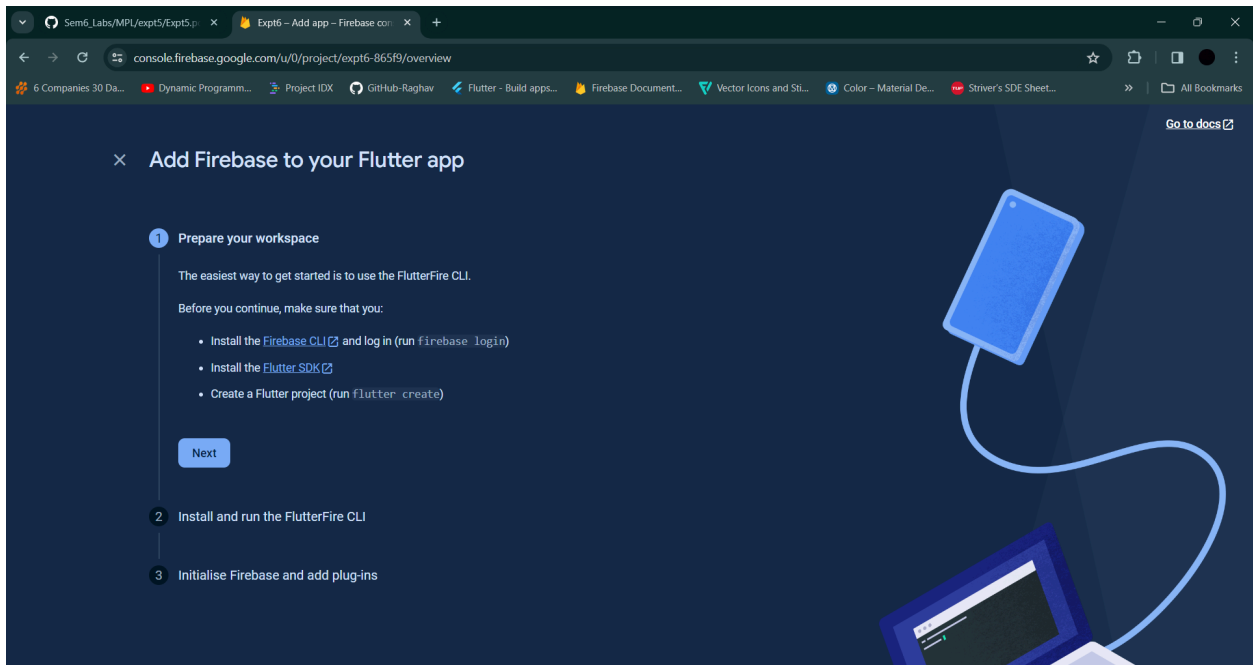 Sem6_Labs/MPL/expt5/Expt5.p
Expt6 – Add app – Firebase con
console.firebase.google.com/u/0/project/expt6-865f9/overview
6 Companies 30 Da...
Dynamic Programm...
Project IDX
GitHub-Raghav
Flutter - Build apps...
Firebase Document...
Vector Icons and Sti...
Color – Material De...
Striver's SDE Sheet...
All Bookmarks
Go to docs
Add Firebase to your Flutter app
1 Prepare your workspace
The easiest way to get started is to use the FlutterFire CLI.
Before you continue, make sure that you:
• Install the Firebase CLI and log in (run firebase login)
• Install the Flutter SDK
• Create a Flutter project (run flutter create)
Next
2 Install and run the FlutterFire CLI
3 Initialise Firebase and add plug-ins